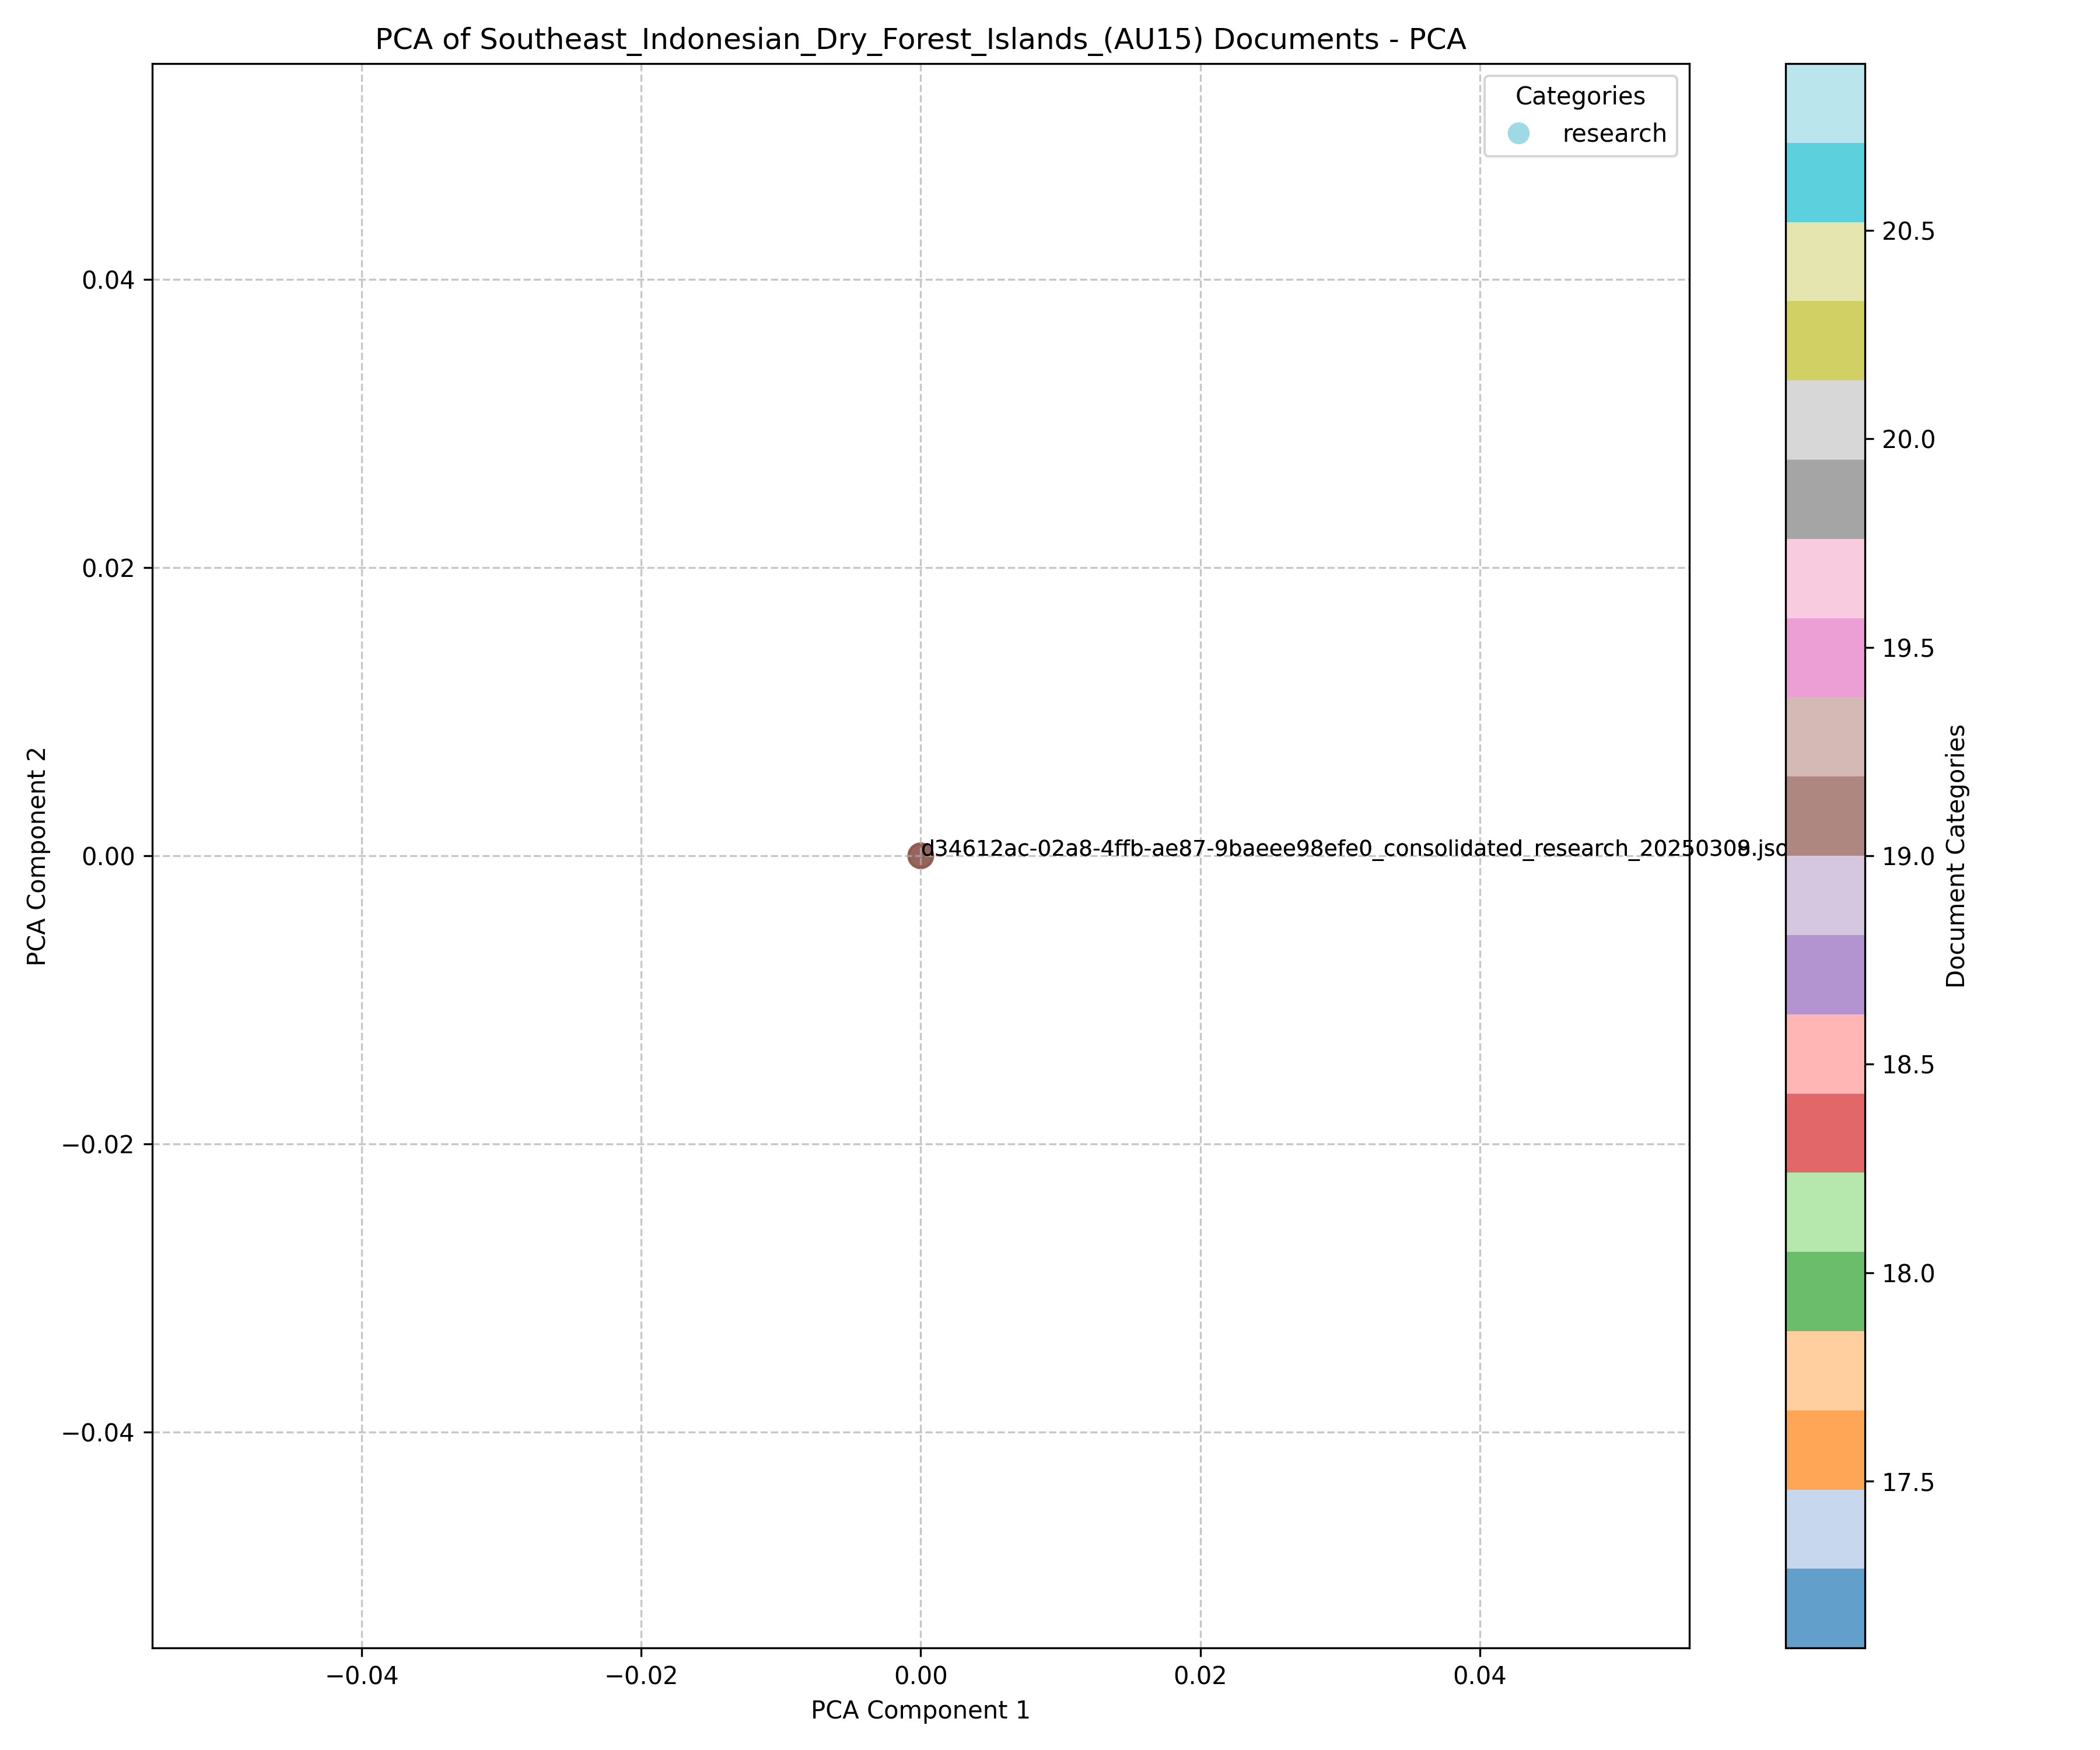 PCA of Southeast_Indonesian_Dry_Forest_Islands_(AU15) Documents - PCA
Categories
research
0.04
0.02
0.00
−0.02
−0.04
PCA Component 2
d34612ac-02a8-4ffb-ae87-9baeee98efe0_consolidated_research_20250309.jso
−0.04
−0.02
0.00
0.02
0.04
PCA Component 1
20.5
20.0
19.5
19.0
18.5
18.0
17.5
Document Categories